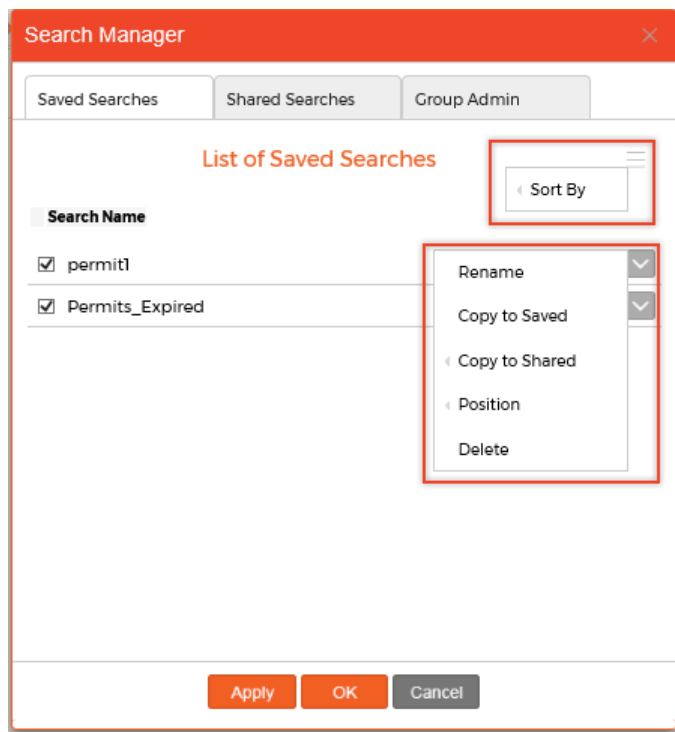 Search Manager
Saved Searches
Shared Searches
Group Admin
List of Saved Searches
Sort By
Search Name
permit1
Rename
Permits_Expired
Copy to Saved
Copy to Shared
Position
Delete
Apply
OK
Cancel